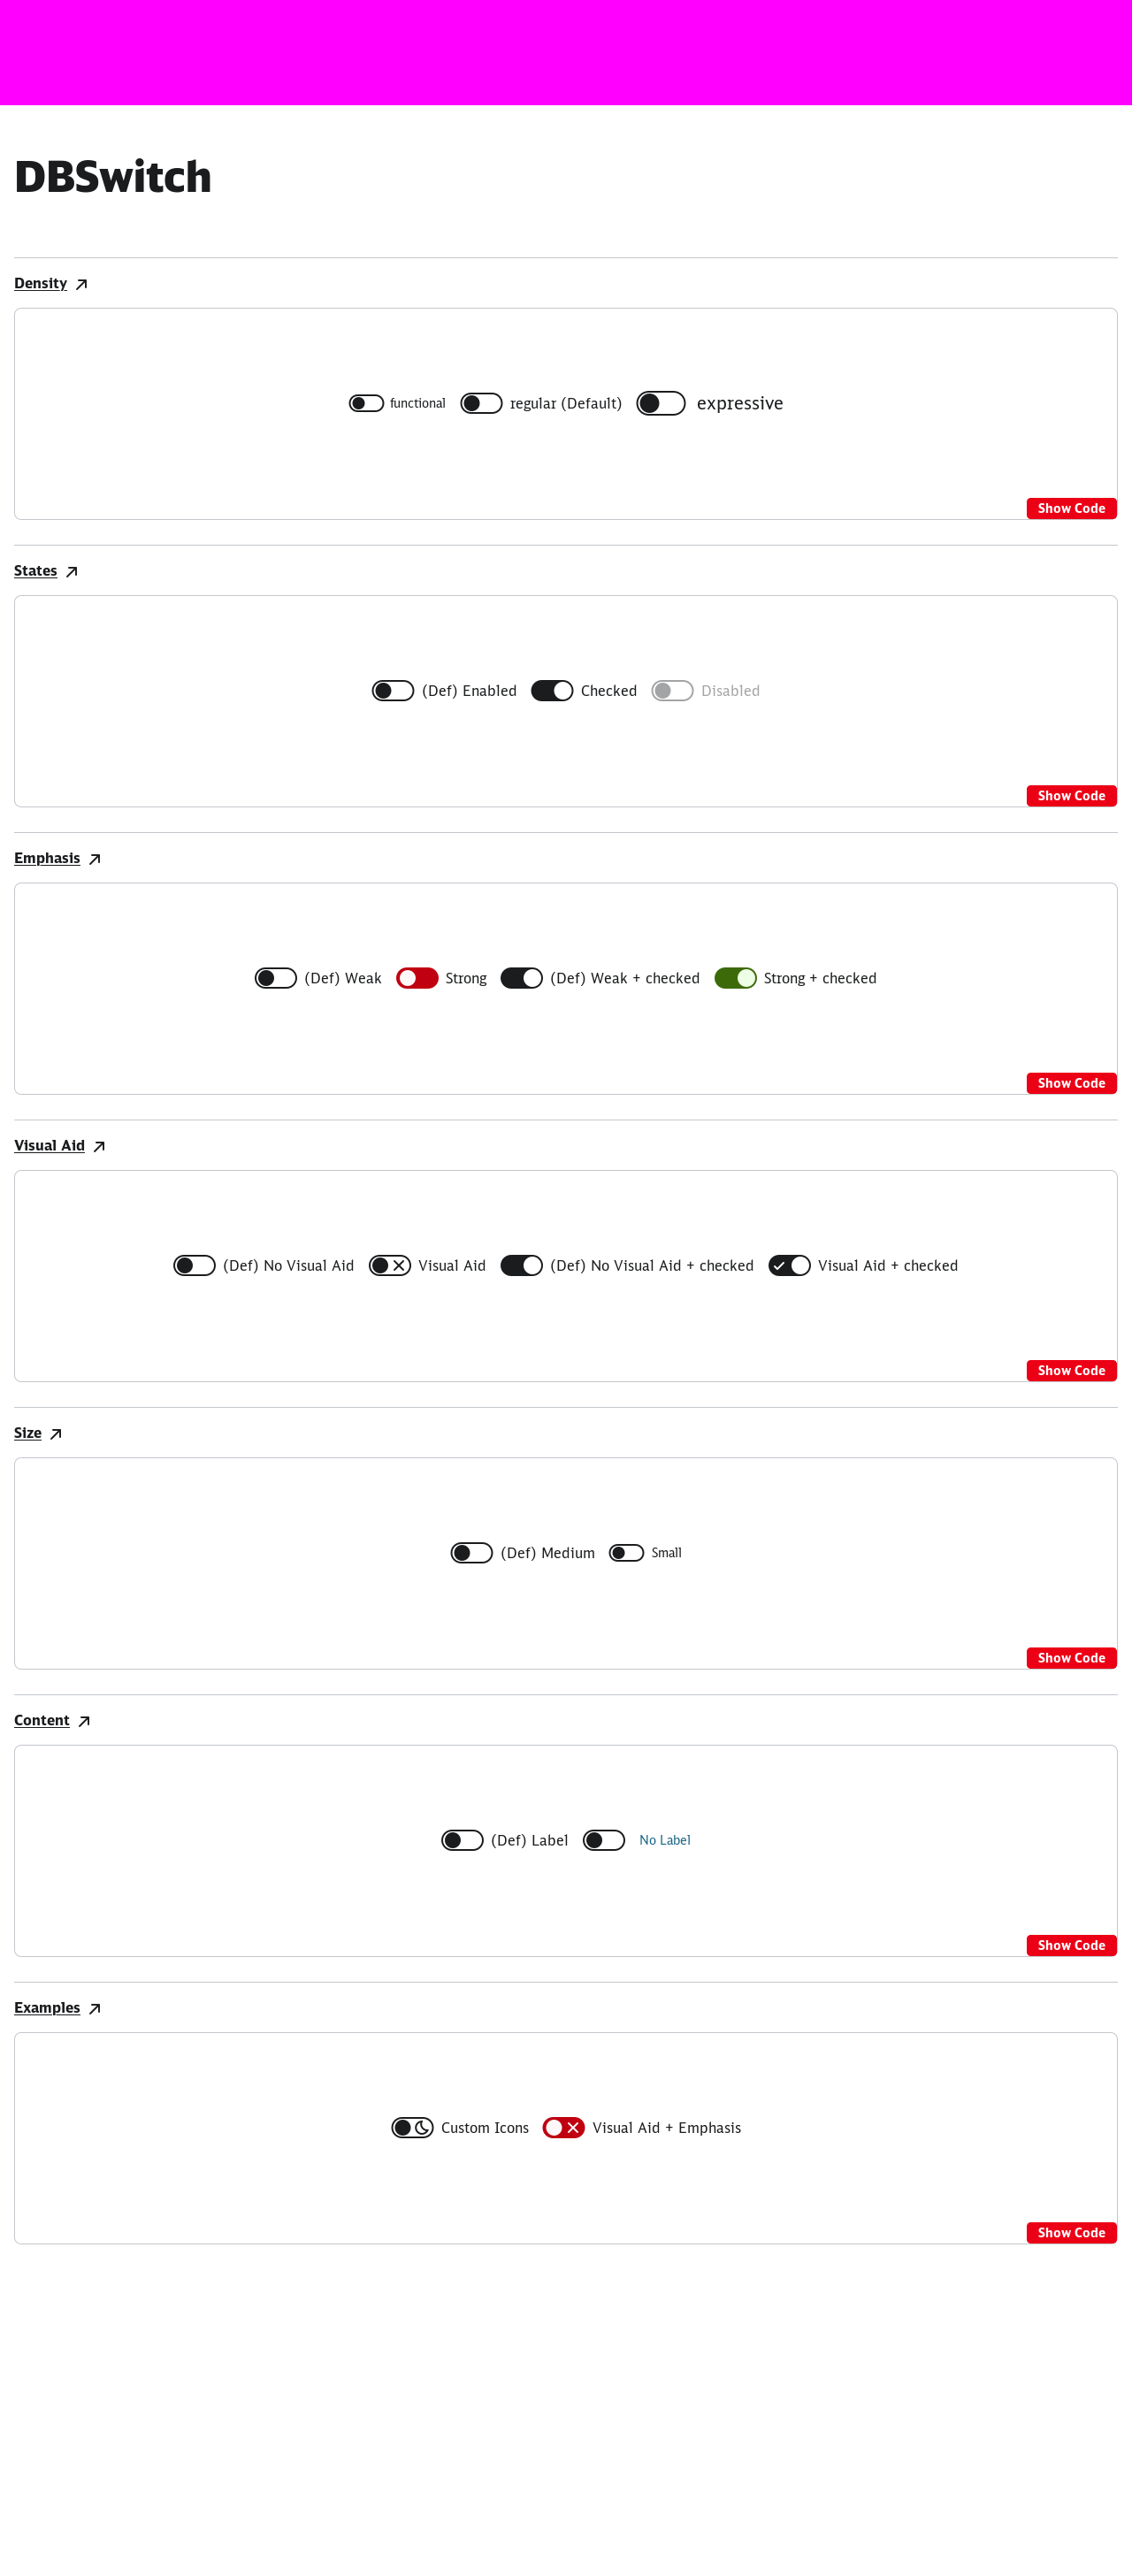 DBSwitch
Density
functional regular (Default) expressive
Show Code
States
(Def) Enabled Checked Disabled
Show Code
Emphasis
(Def) Weak Strong (Def) Weak + checked Strong + checked
Show Code
Visual Aid
(Def) No Visual Aid Visual Aid (Def) No Visual Aid + checked Visual Aid + checked
Show Code
Size
(Def) Medium Small
Show Code
Content
(Def) Label No Label
Show Code
Examples
Custom Icons Visual Aid + Emphasis
Show Code